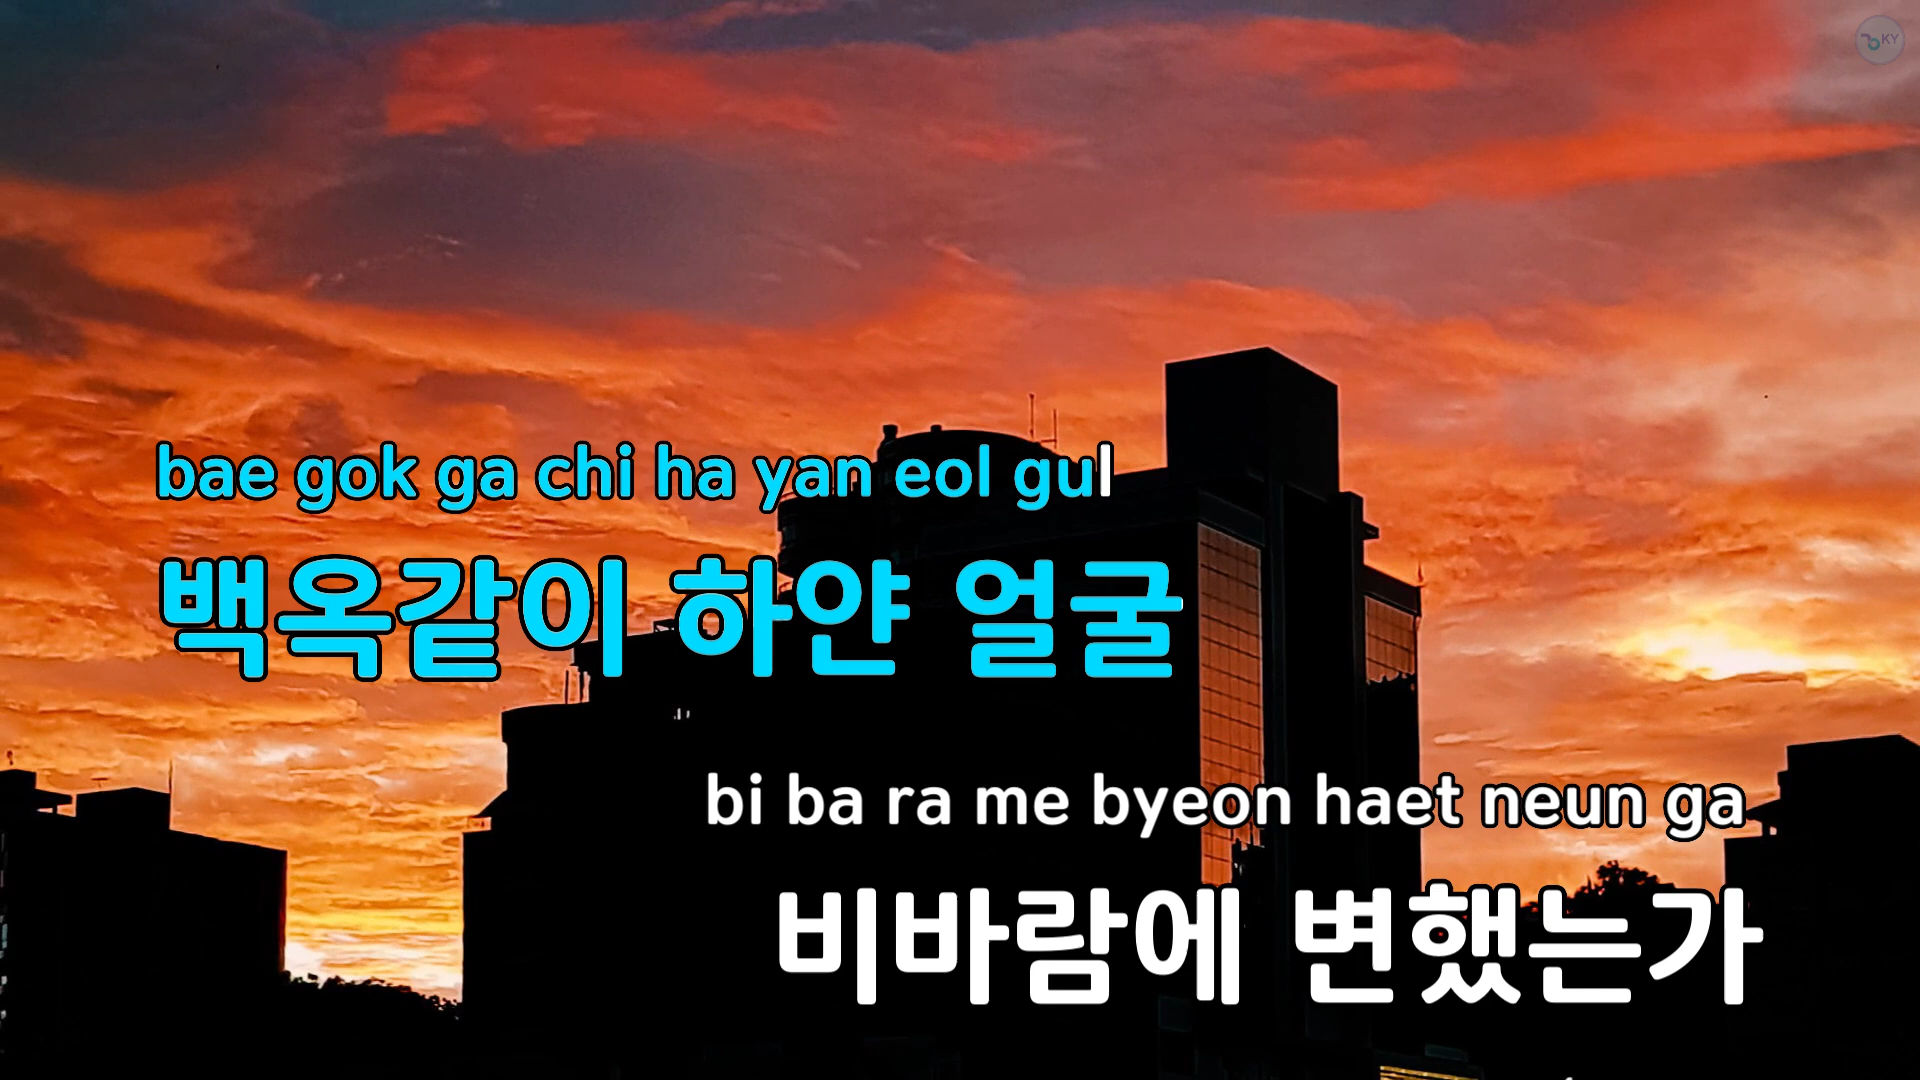 KY
bae gok ga chi ha yan eol gul
백옥같이 하얀 얼굴
bi ba ra me byeon haet neun ga
비바람에 변했는가